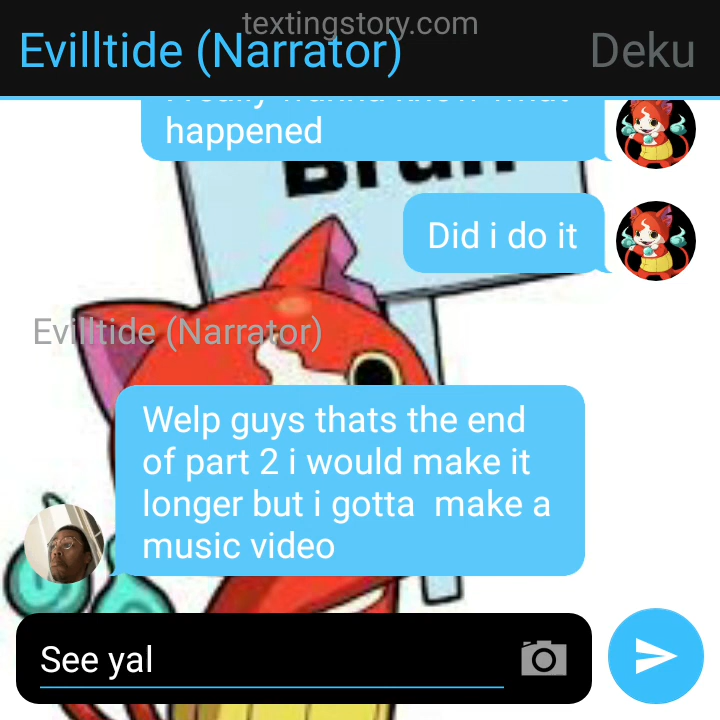 textingstory.com
Evilltide (Narrator) Deku
happened
Bruh
Did i do it
Evilltide (Narrator)
Welp guys thats the end
of part 2 i would make it
longer but i gotta  make a
music video
See yal